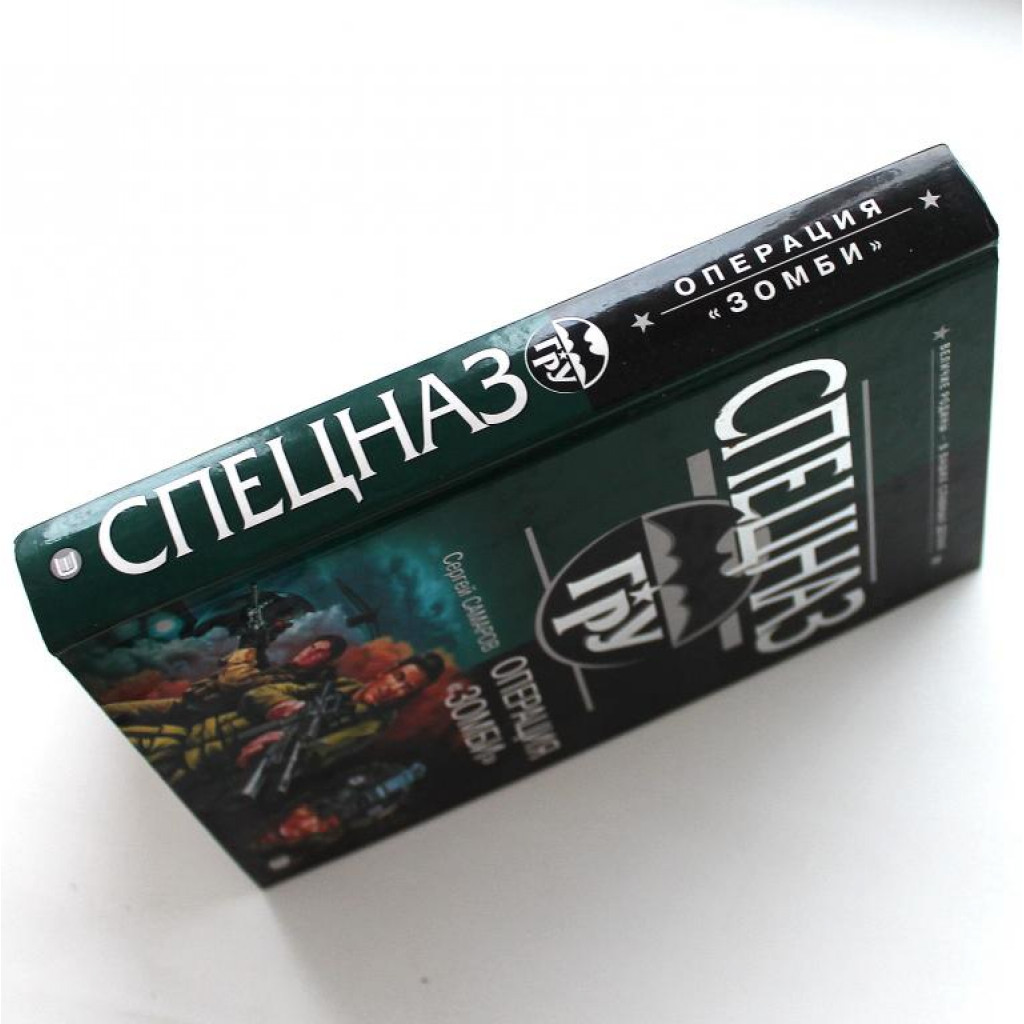 СПЕЦНАЗ
ГРУ
ОПЕРАЦИЯ
«ЗОМБИ»
СПЕЦНАЗ
ГРУ
Сергей САМАРОВ
ОПЕРАЦИЯ
«ЗОМБИ»